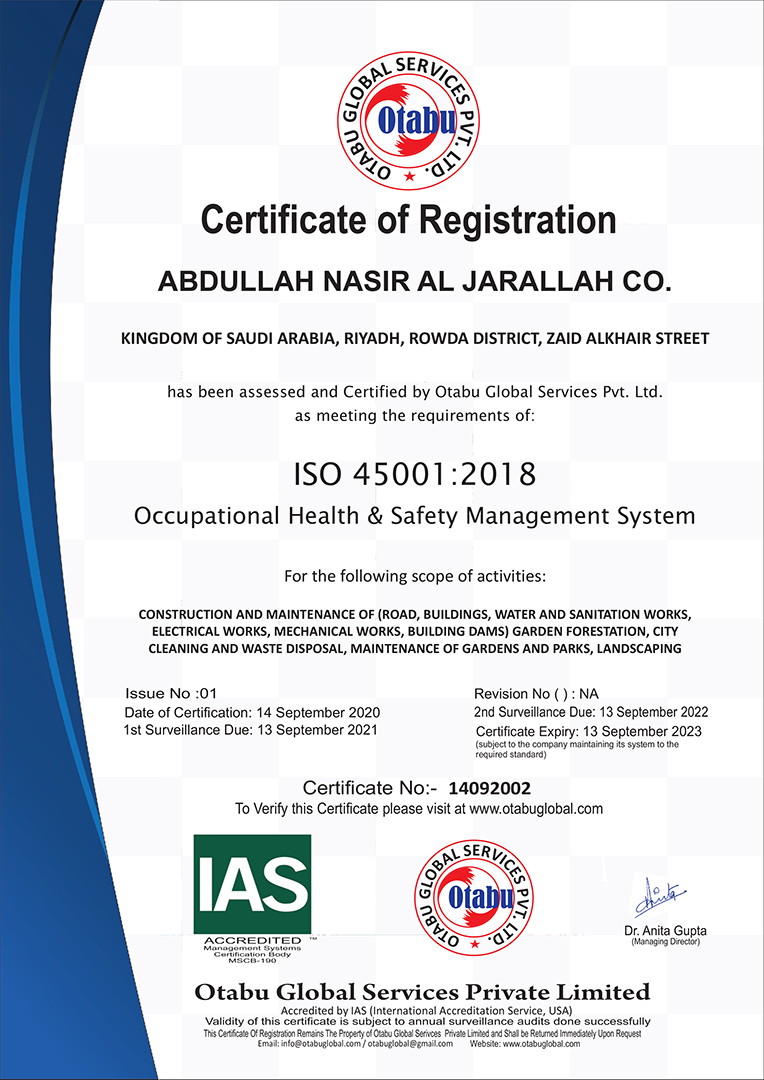 OTABU GLOBAL SERVICES PVT. LTD.
Otabu
Certificate of Registration
ABDULLAH NASIR AL JARALLAH CO.
KINGDOM OF SAUDI ARABIA, RIYADH, ROWDA DISTRICT, ZAID ALKHAIR STREET
has been assessed and Certified by Otabu Global Services Pvt. Ltd.
as meeting the requirements of:
ISO 45001:2018
Occupational Health & Safety Management System
For the following scope of activities:
CONSTRUCTION AND MAINTENANCE OF (ROAD, BUILDINGS, WATER AND SANITATION WORKS,
ELECTRICAL WORKS, MECHANICAL WORKS, BUILDING DAMS) GARDEN FORESTATION, CITY
CLEANING AND WASTE DISPOSAL, MAINTENANCE OF GARDENS AND PARKS, LANDSCAPING
Issue No :01
Date of Certification: 14 September 2020
1st Surveillance Due: 13 September 2021
Revision No ( ) : NA
2nd Surveillance Due: 13 September 2022
Certificate Expiry: 13 September 2023
(subject to the company maintaining its system to the
required standard)
Certificate No:- 14092002
To Verify this Certificate please visit at www.otabuglobal.com
IAS
ACCREDITED ™
Management Systems
Certification Body
MSCB-190
OTABU GLOBAL SERVICES PVT. LTD.
Otabu
Dr. Anita Gupta
(Managing Director)
Otabu Global Services Private Limited
Accredited by IAS (International Accreditation Service, USA)
Validity of this certificate is subject to annual surveillance audits done successfully
This Certificate Of Registration Remains The Property of Otabu Global Serivces Private Limited and Shall be Returned Immediately Upon Request
Email: info@otabuglobal.com / otabuglobal@gmail.com Website: www.otabuglobal.com